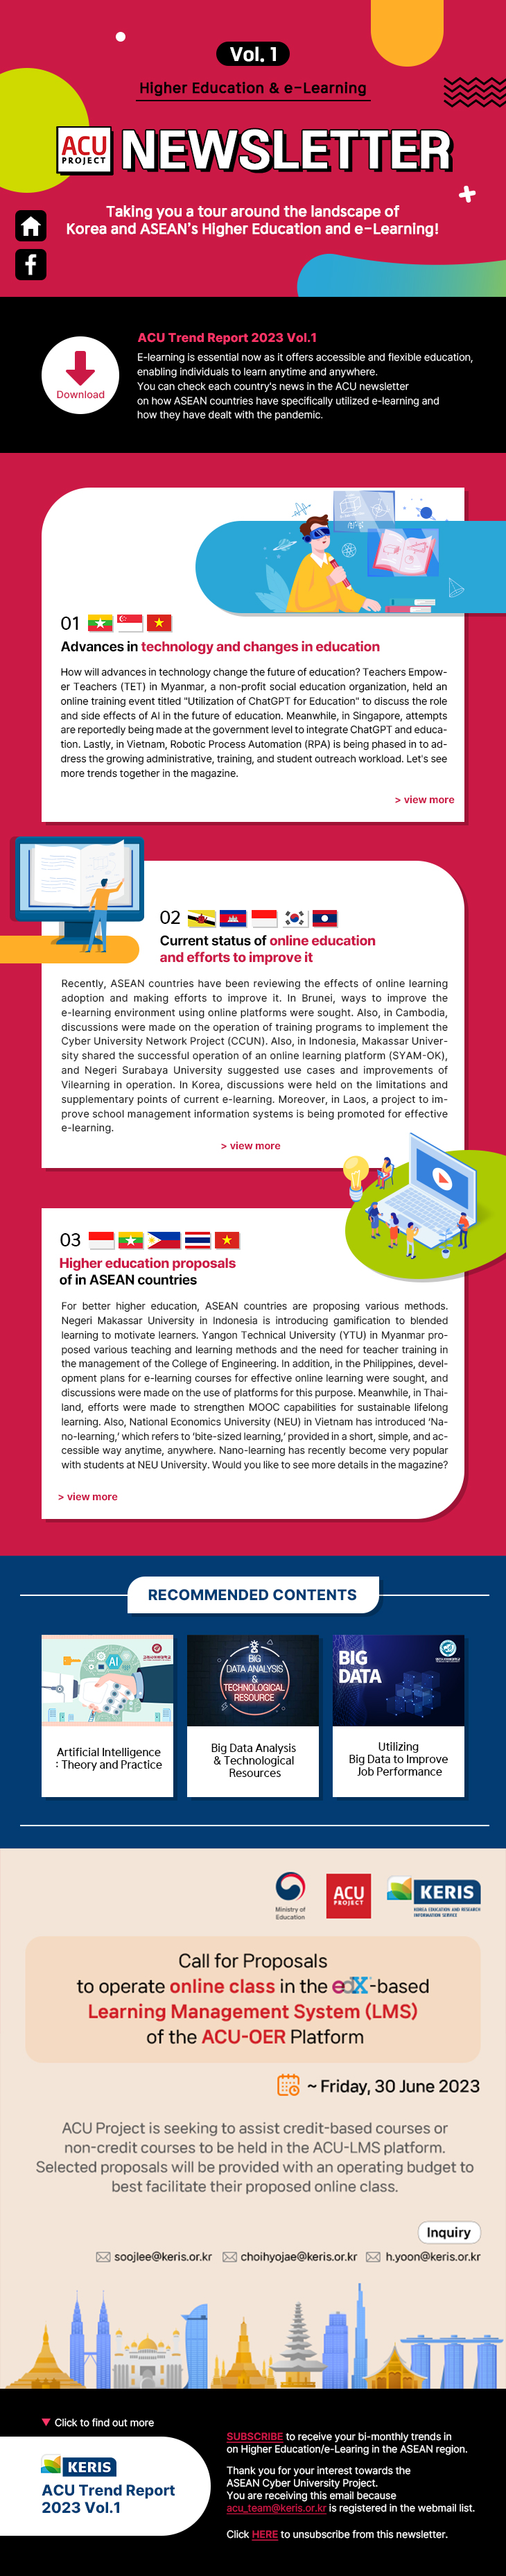 Vol. 1
Higher Education & e-Learning
ACU
PROJECT
NEWSLETTER
Taking you a tour around the landscape of
Korea and ASEAN's Higher Education and e-Learning!
Download
ACU Trend Report 2023 Vol.1
E-learning is essential now as it offers accessible and flexible education,
enabling individuals to learn anytime and anywhere.
You can check each country's news in the ACU newsletter
on how ASEAN countries have specifically utilized e-learning and
how they have dealt with the pandemic.
01
Advances in technology and changes in education
How will advances in technology change the future of education? Teachers Empow-
er Teachers (TET) in Myanmar, a non-profit social education organization, held an
online training event titled "Utilization of ChatGPT for Education" to discuss the role
and side effects of AI in the future of education. Meanwhile, in Singapore, attempts
are reportedly being made at the government level to integrate ChatGPT and educa-
tion. Lastly, in Vietnam, Robotic Process Automation (RPA) is being phased in to ad-
dress the growing administrative, training, and student outreach workload. Let's see
more trends together in the magazine.
> view more
02
Current status of online education
and efforts to improve it
Recently, ASEAN countries have been reviewing the effects of online learning
adoption and making efforts to improve it. In Brunei, ways to improve the
e-learning environment using online platforms were sought. Also, in Cambodia,
discussions were made on the operation of training programs to implement the
Cyber University Network Project (CCUN). Also, in Indonesia, Makassar Univer-
sity shared the successful operation of an online learning platform (SYAM-OK),
and Negeri Surabaya University suggested use cases and improvements of
Vilearning in operation. In Korea, discussions were held on the limitations and
supplementary points of current e-learning. Moreover, in Laos, a project to im-
prove school management information systems is being promoted for effective
e-learning.
> view more
03
Higher education proposals
of in ASEAN countries
For better higher education, ASEAN countries are proposing various methods.
Negeri Makassar University in Indonesia is introducing gamification to blended
learning to motivate learners. Yangon Technical University (YTU) in Myanmar pro-
posed various teaching and learning methods and the need for teacher training in
the management of the College of Engineering. In addition, in the Philippines, devel-
opment plans for e-learning courses for effective online learning were sought, and
discussions were made on the use of platforms for this purpose. Meanwhile, in Thai-
land, efforts were made to strengthen MOOC capabilities for sustainable lifelong
learning. Also, National Economics University (NEU) in Vietnam has introduced 'Na-
no-learning,' which refers to 'bite-sized learning,' provided in a short, simple, and ac-
cessible way anytime, anywhere. Nano-learning has recently become very popular
with students at NEU University. Would you like to see more details in the magazine?
> view more
RECOMMENDED CONTENTS
AI
BIG
DATA ANALYSIS
&
TECHNOLOGICAL
RESOURCE
BIG
DATA
Artificial Intelligence
: Theory and Practice
Big Data Analysis
& Technological
Resources
Utilizing
Big Data to Improve
Job Performance
Ministry of
Education
ACU
PROJECT
KERIS
KOREA EDUCATION AND RESEARCH
INFORMATION SERVICE
Call for Proposals
to operate online class in the edX-based
Learning Management System (LMS)
of the ACU-OER Platform
~ Friday, 30 June 2023
ACU Project is seeking to assist credit-based courses or
non-credit courses to be held in the ACU-LMS platform.
Selected proposals will be provided with an operating budget to
best facilitate their proposed online class.
Inquiry
soojlee@keris.or.kr choihyojae@keris.or.kr h.yoon@keris.or.kr
Click to find out more
KERIS
ACU Trend Report
2023 Vol.1
SUBSCRIBE to receive your bi-monthly trends in
on Higher Education/e-Learing in the ASEAN region.
Thank you for your interest towards the
ASEAN Cyber University Project.
You are receiving this email because
acu_team@keris.or.kr is registered in the webmail list.
Click HERE to unsubscribe from this newsletter.